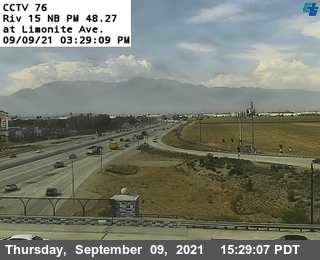 CCTV 76
Riv 15 NB PM 48.27
at Limonite Ave.
09/09/21 03:29:09 PM
Thursday, September 09, 2021 15:29:07 PDT